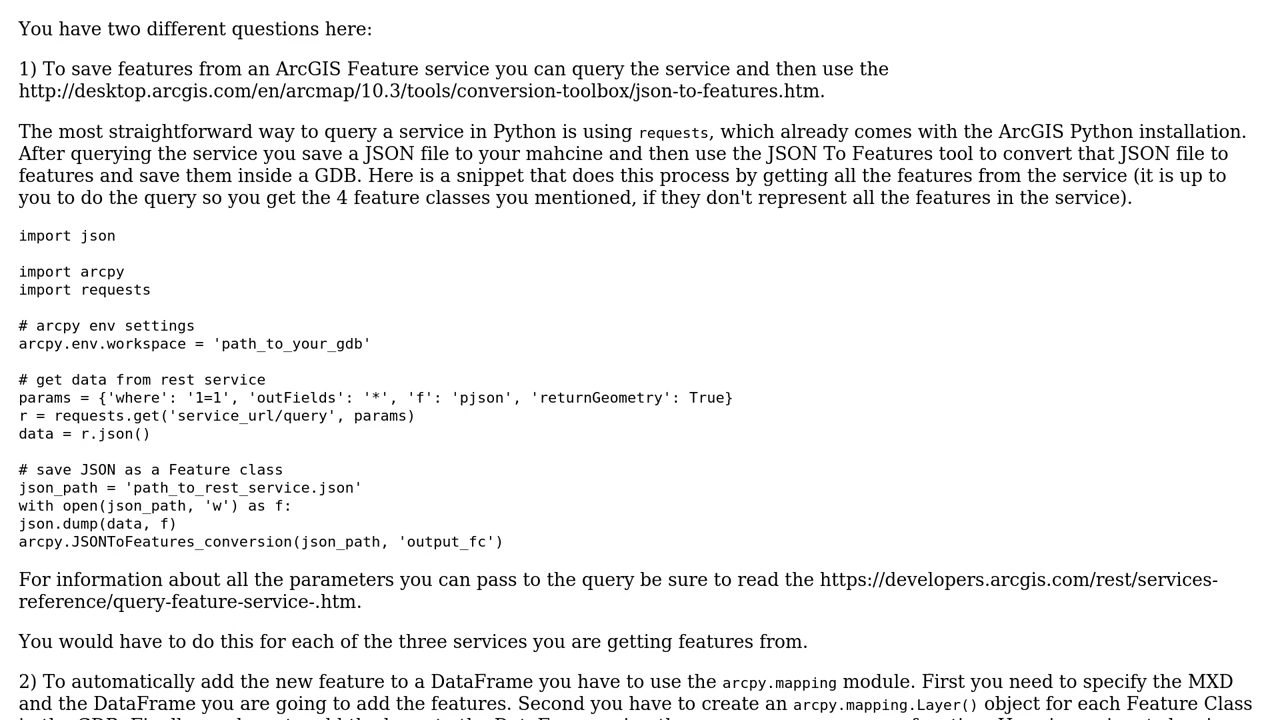 You have two different questions here:
1) To save features from an ArcGIS Feature service you can query the service and then use the
http://desktop.arcgis.com/en/arcmap/10.3/tools/conversion-toolbox/json-to-features.htm.
The most straightforward way to query a service in Python is using requests, which already comes with the ArcGIS Python installation.
After querying the service you save a JSON file to your mahcine and then use the JSON To Features tool to convert that JSON file to
features and save them inside a GDB. Here is a snippet that does this process by getting all the features from the service (it is up to
you to do the query so you get the 4 feature classes you mentioned, if they don't represent all the features in the service).
import json
import arcpy
import requests
# arcpy env settings
arcpy.env.workspace = 'path_to_your_gdb'
# get data from rest service
params = {'where': '1=1', 'outFields': '*', 'f': 'pjson', 'returnGeometry': True}
r = requests.get('service_url/query', params)
data = r.json()
# save JSON as a Feature class
json_path = 'path_to_rest_service.json'
with open(json_path, 'w') as f:
json.dump(data, f)
arcpy.JSONToFeatures_conversion(json_path, 'output_fc')
For information about all the parameters you can pass to the query be sure to read the https://developers.arcgis.com/rest/services-
reference/query-feature-service-.htm.
You would have to do this for each of the three services you are getting features from.
2) To automatically add the new feature to a DataFrame you have to use the arcpy.mapping module. First you need to specify the MXD
and the DataFrame you are going to add the features. Second you have to create an arcpy.mapping.Layer() object for each Feature Class